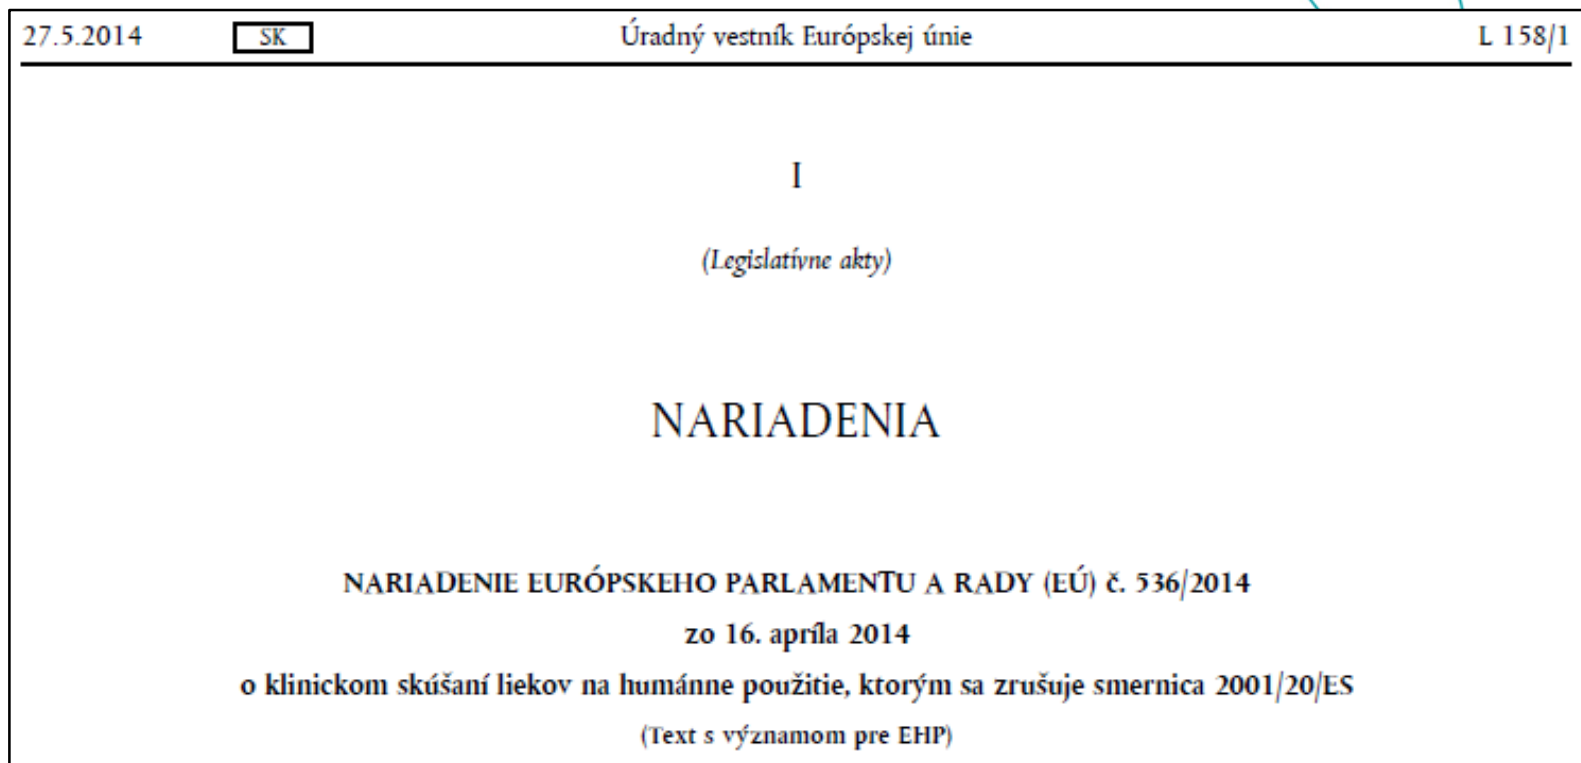 27.5.2014 SK Úradný vestník Európskej únie L 158/1
I
(Legislatívne akty)
NARIADENIA
NARIADENIE EURÓPSKEHO PARLAMENTU A RADY (EÚ) č. 536/2014
zo 16. apríla 2014
o klinickom skúšaní liekov na humánne použitie, ktorým sa zrušuje smernica 2001/20/ES
(Text s významom pre EHP)